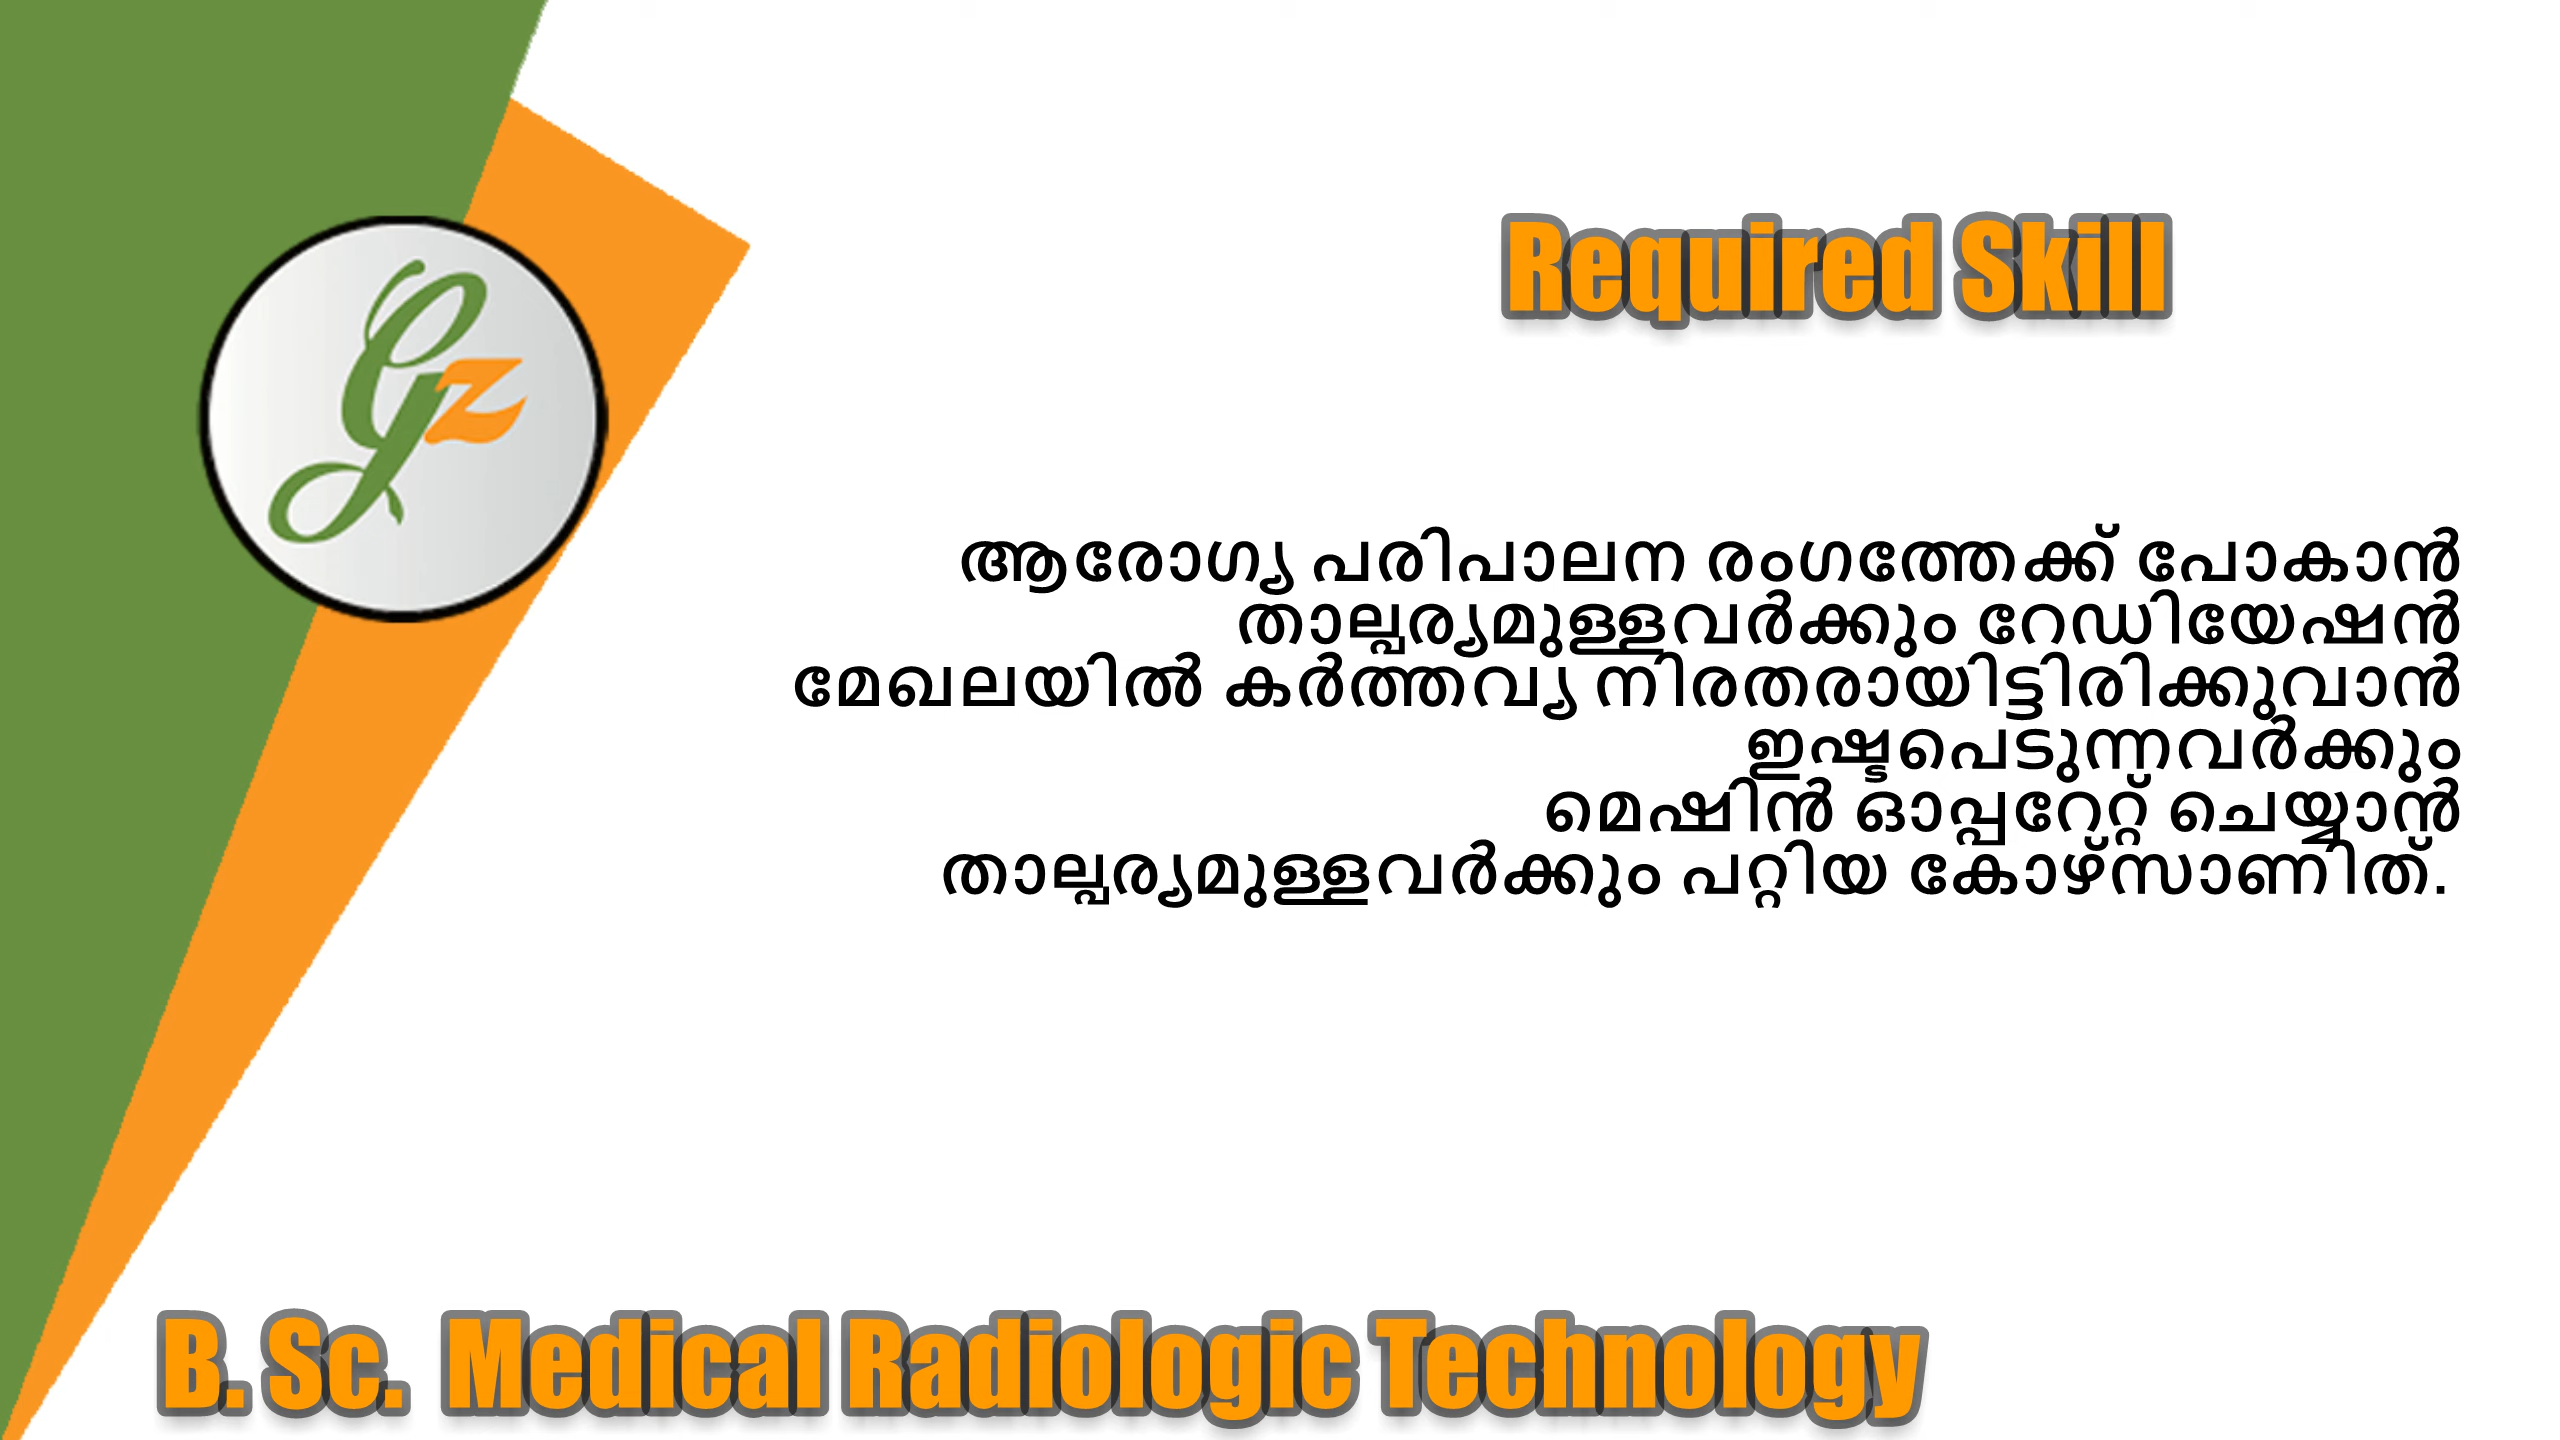 Gz
Required Skill
ആരോഗ്യ പരിപാലന രംഗത്തേക്ക് പോകാൻ
താല്പര്യമുള്ളവർക്കും റേഡിയേഷൻ
മേഖലയിൽ കർത്തവ്യ നിരതരായിട്ടിരിക്കുവാൻ
ഇഷ്ടപെടുന്നവർക്കും
മെഷിൻ ഓപ്പറേറ്റ് ചെയ്യാൻ
താല്പര്യമുള്ളവർക്കും പറ്റിയ കോഴ്സാണിത്.
B. Sc. Medical Radiologic Technology